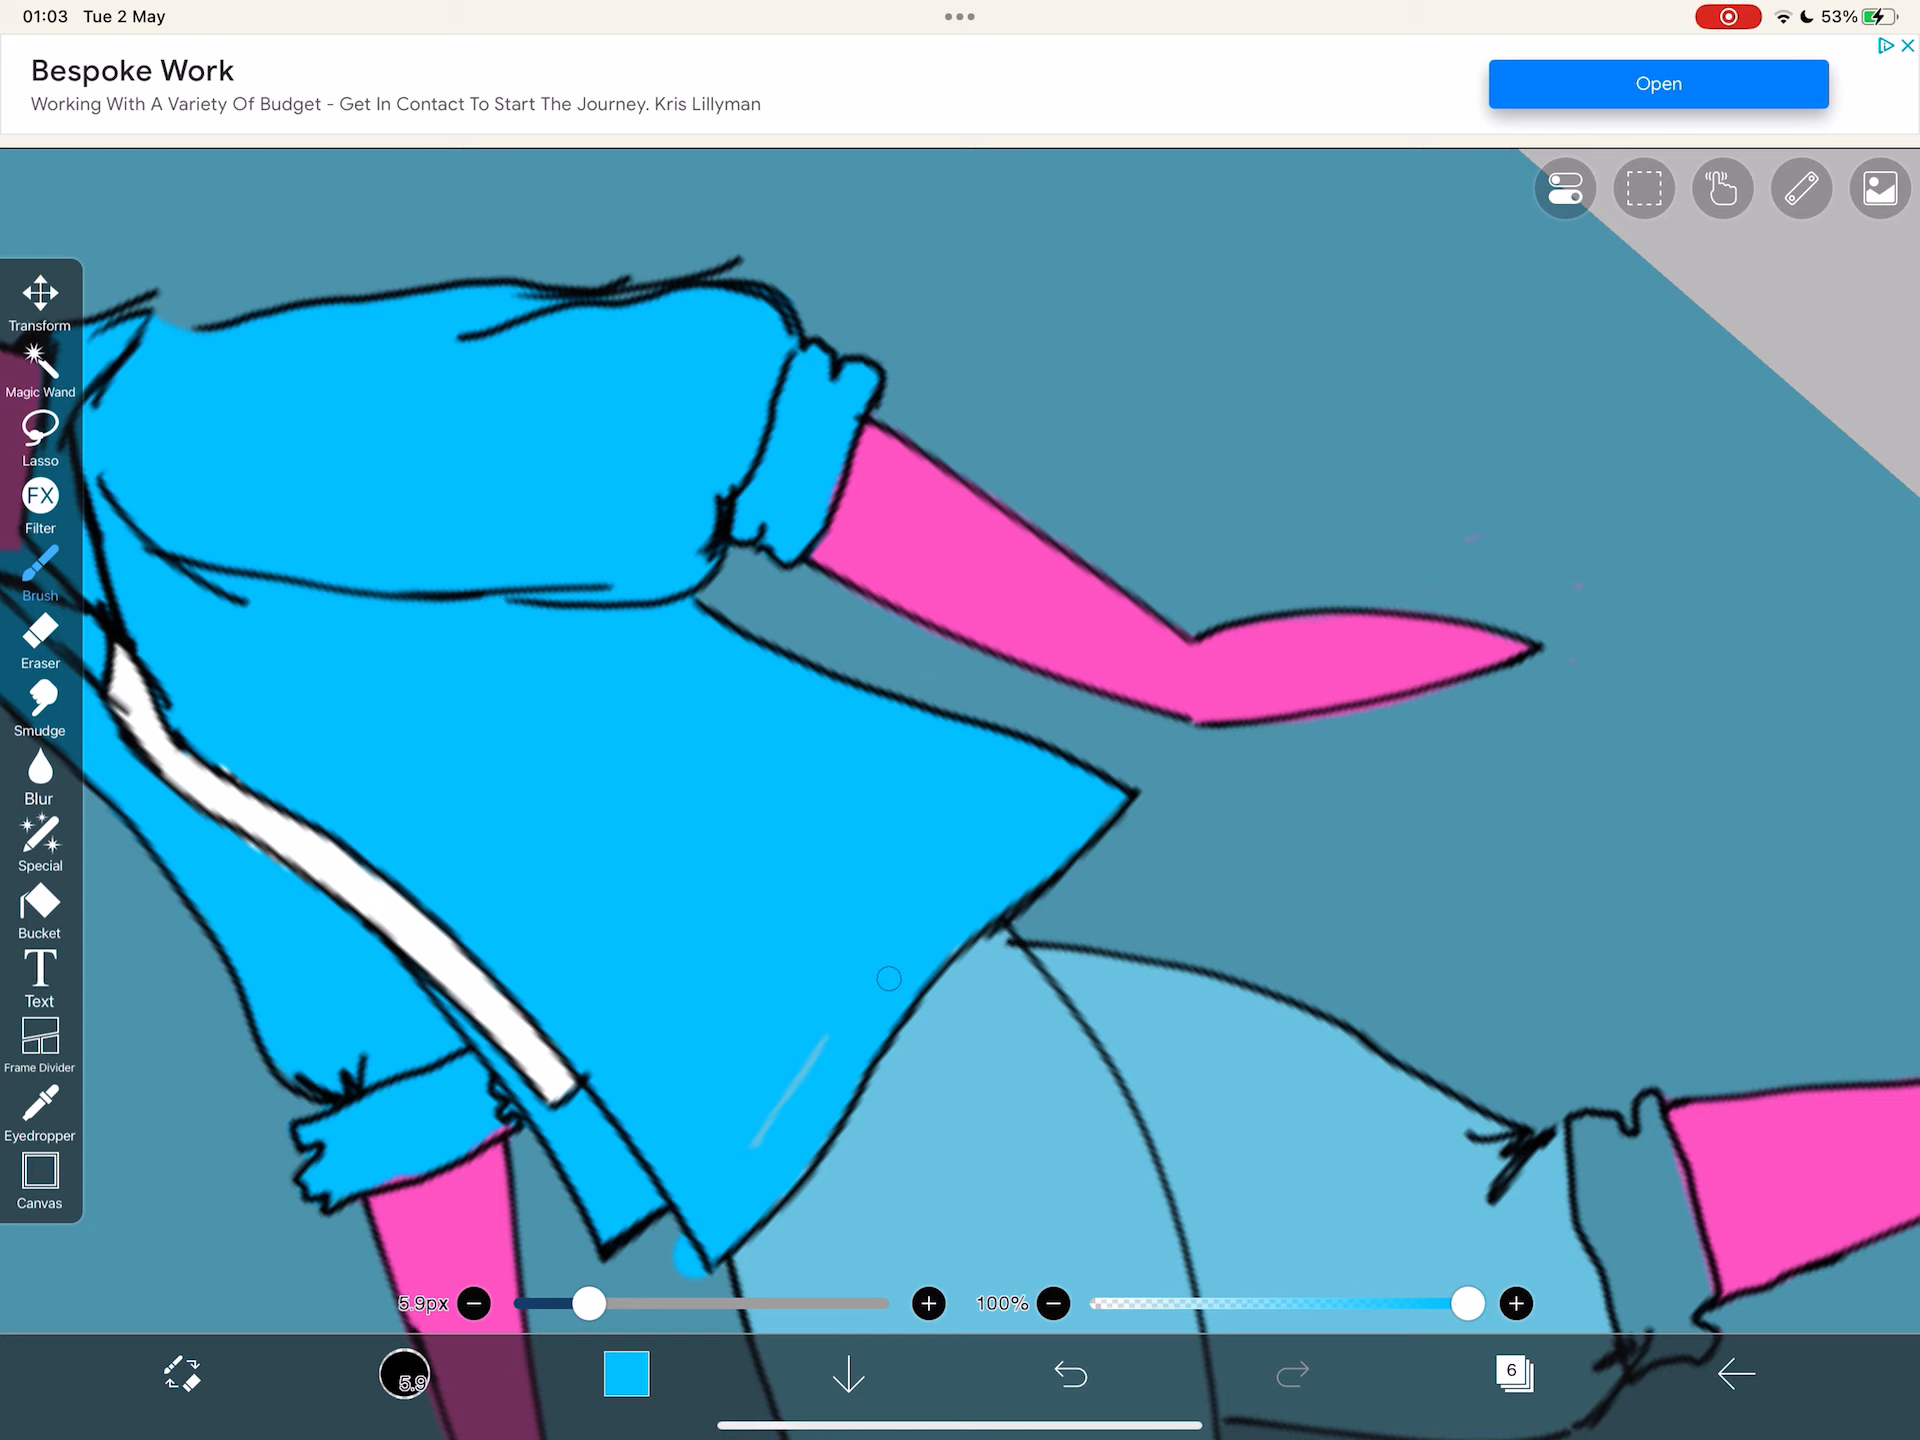 01:03 Tue 2 May
53%
Bespoke Work
Working With A Variety Of Budget - Get In Contact To Start The Journey. Kris Lillyman
Open
Transform
Magic Wand
Lasso
FX
Filter
Brush
Eraser
Smudge
Blur
Special
Bucket
T
Text
Frame Divider
Eyedropper
Canvas
5.9px
100%
5.9
6